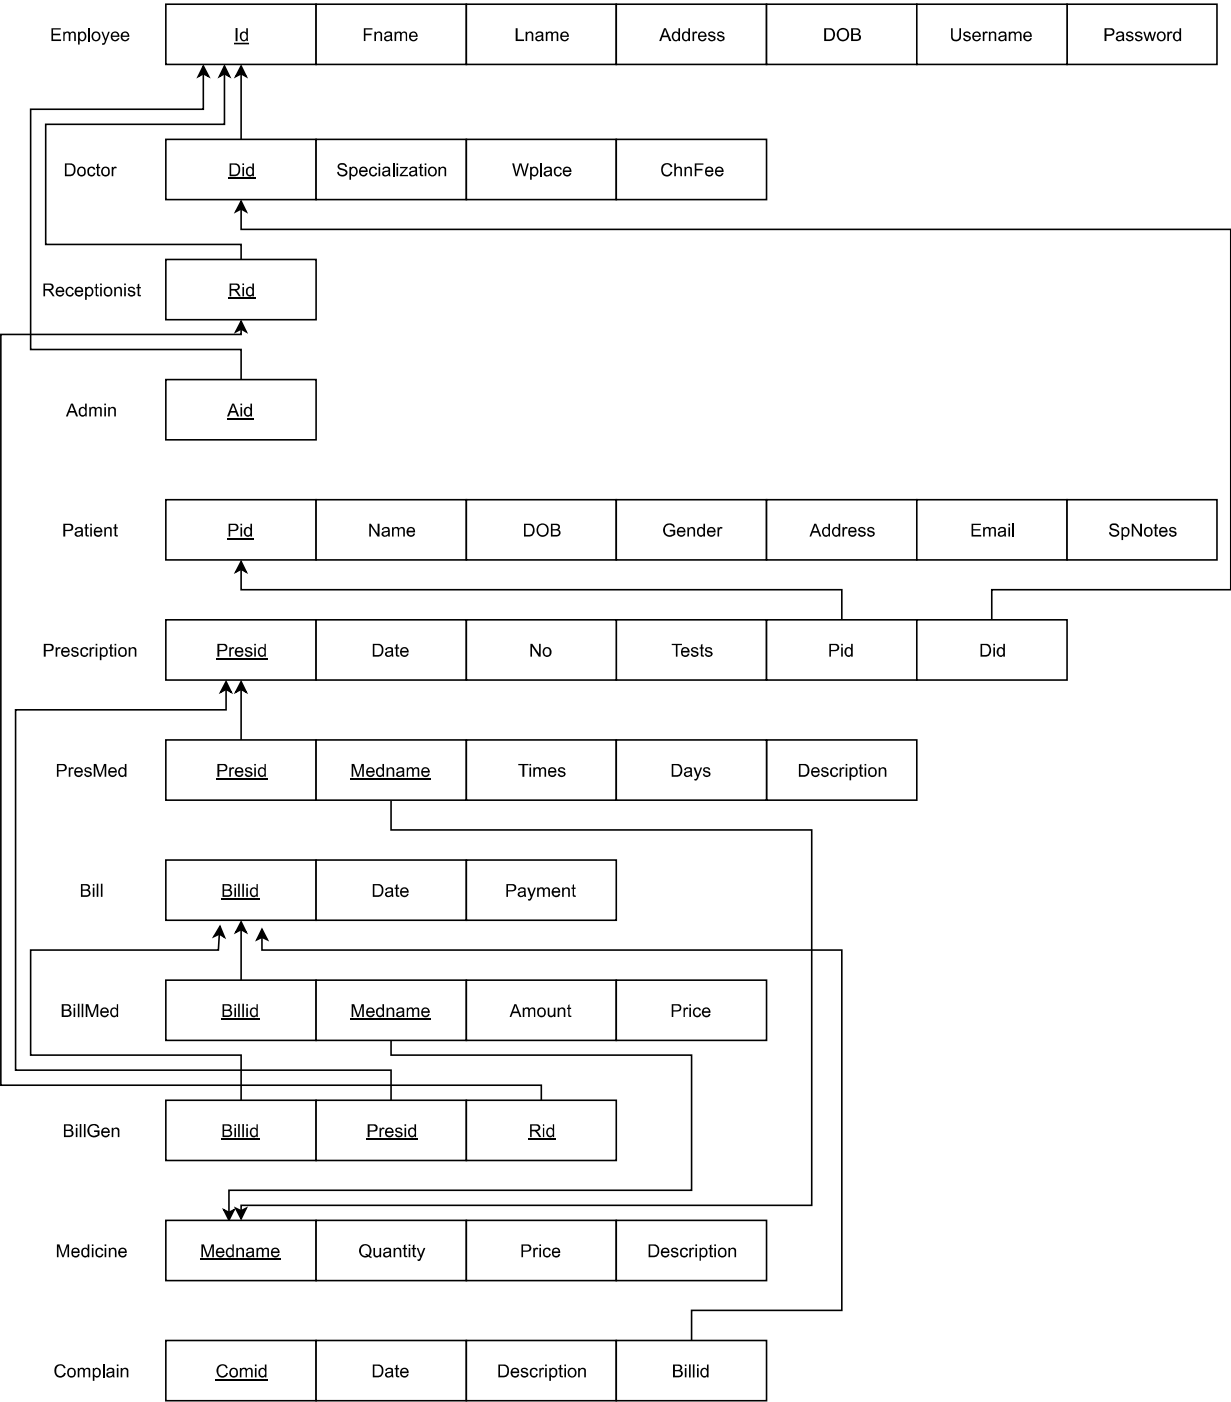 Employee Id Fname Lname Address DOB Username Password
Doctor Did Specialization Wplace ChnFee
Receptionist Rid
Admin Aid
Patient Pid Name DOB Gender Address Email SpNotes
Prescription Presid Date No Tests Pid Did
PresMed Presid Medname Times Days Description
Bill Billid Date Payment
BillMed Billid Medname Amount Price
BillGen Billid Presid Rid
Medicine Medname Quantity Price Description
Complain Comid Date Description Billid